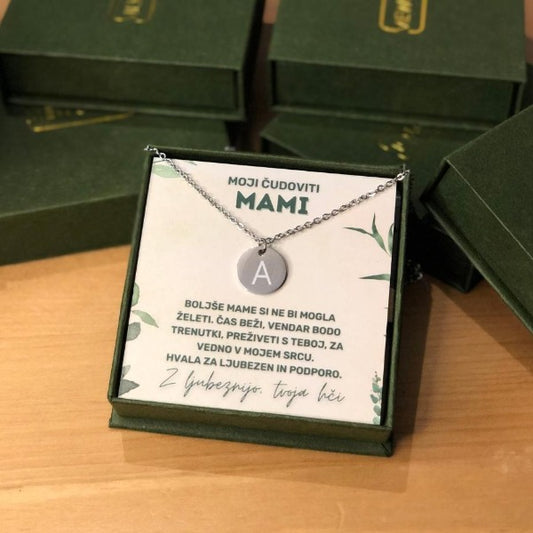 MOJI ČUDOVITI
MAMI
A
BOLJŠE MAME SI NE BI MOGLA
ŽELETI. ČAS BEŽI, VENDAR BODO
TRENUTKI, PREŽIVETI S TEBOJ, ZA
VEDNO V MOJEM SRCU.
HVALA ZA LJUBEZEN IN PODPORO.
Z ljubeznijo, tvoja hči